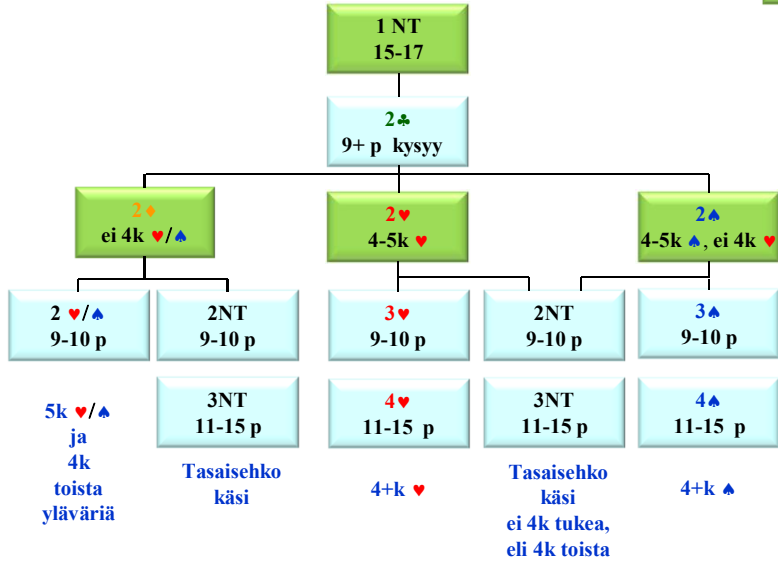 1 NT
15-17
2♣
9+ p kysyy
2♦
ei 4k ♥/♠
2♥
4-5k ♥
2♠
4-5k ♠, ei 4k ♥
2 ♥/♠
9-10 p
2NT
9-10 p
3♥
9-10 p
2NT
9-10 p
3♠
9-10 p
5k ♥/♠
ja
4k
toista
yläväriä
3NT
11-15 p
Tasaisehko
käsi
4♥
11-15 p
4+k ♥
3NT
11-15 p
Tasaisehko
käsi
ei 4k tukea,
eli 4k toista
4♠
11-15 p
4+k ♠